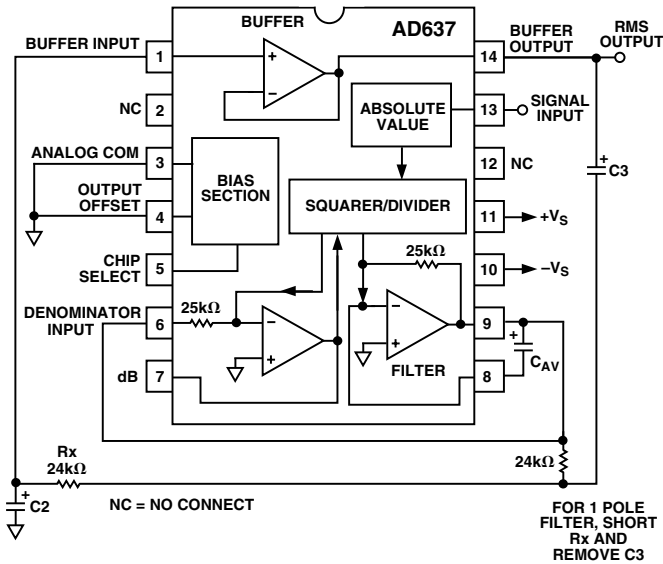 BUFFER
AD637
BUFFER OUTPUT
RMS OUTPUT
BUFFER INPUT
1
14
+
−
NC
2
ABSOLUTE VALUE
13
SIGNAL INPUT
ANALOG COM
3
BIAS SECTION
12
NC
+
C3
OUTPUT OFFSET
4
SQUARER/DIVIDER
11
+VS
CHIP SELECT
5
25kΩ
10
−VS
DENOMINATOR INPUT
6
25kΩ
−
+
−
+
9
+
CAV
dB
7
FILTER
8
Rx
24kΩ
24kΩ
+
C2
NC = NO CONNECT
FOR 1 POLE
FILTER, SHORT
Rx AND
REMOVE C3